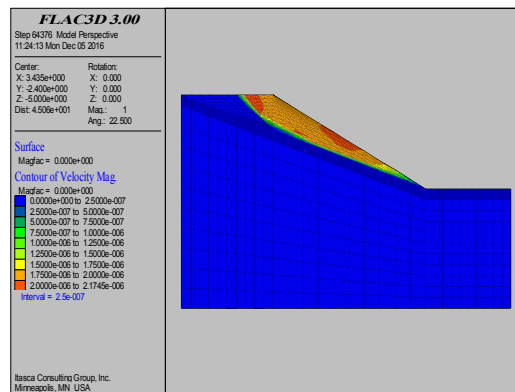 FLAC3D 3.00
Step 64376 Model Perspective
11:24:13 Mon Dec 05 2016
Center: Rotation:
X: 3.435e+000 X: 0.000
Y: -2.400e+000 Y: 0.000
Z: -5.000e+000 Z: 0.000
Dist: 4.506e+001 Mag.: 1
Ang.: 22.500
Surface
Magfac = 0.000e+000
Contour of Velocity Mag.
Magfac = 0.000e+000
0.0000e+000 to 2.5000e-007
2.5000e-007 to 5.0000e-007
5.0000e-007 to 7.5000e-007
7.5000e-007 to 1.0000e-006
1.0000e-006 to 1.2500e-006
1.2500e-006 to 1.5000e-006
1.5000e-006 to 1.7500e-006
1.7500e-006 to 2.0000e-006
2.0000e-006 to 2.1745e-006
Interval = 2.5e-007
Itasca Consulting Group, Inc.
Minneapolis, MN USA